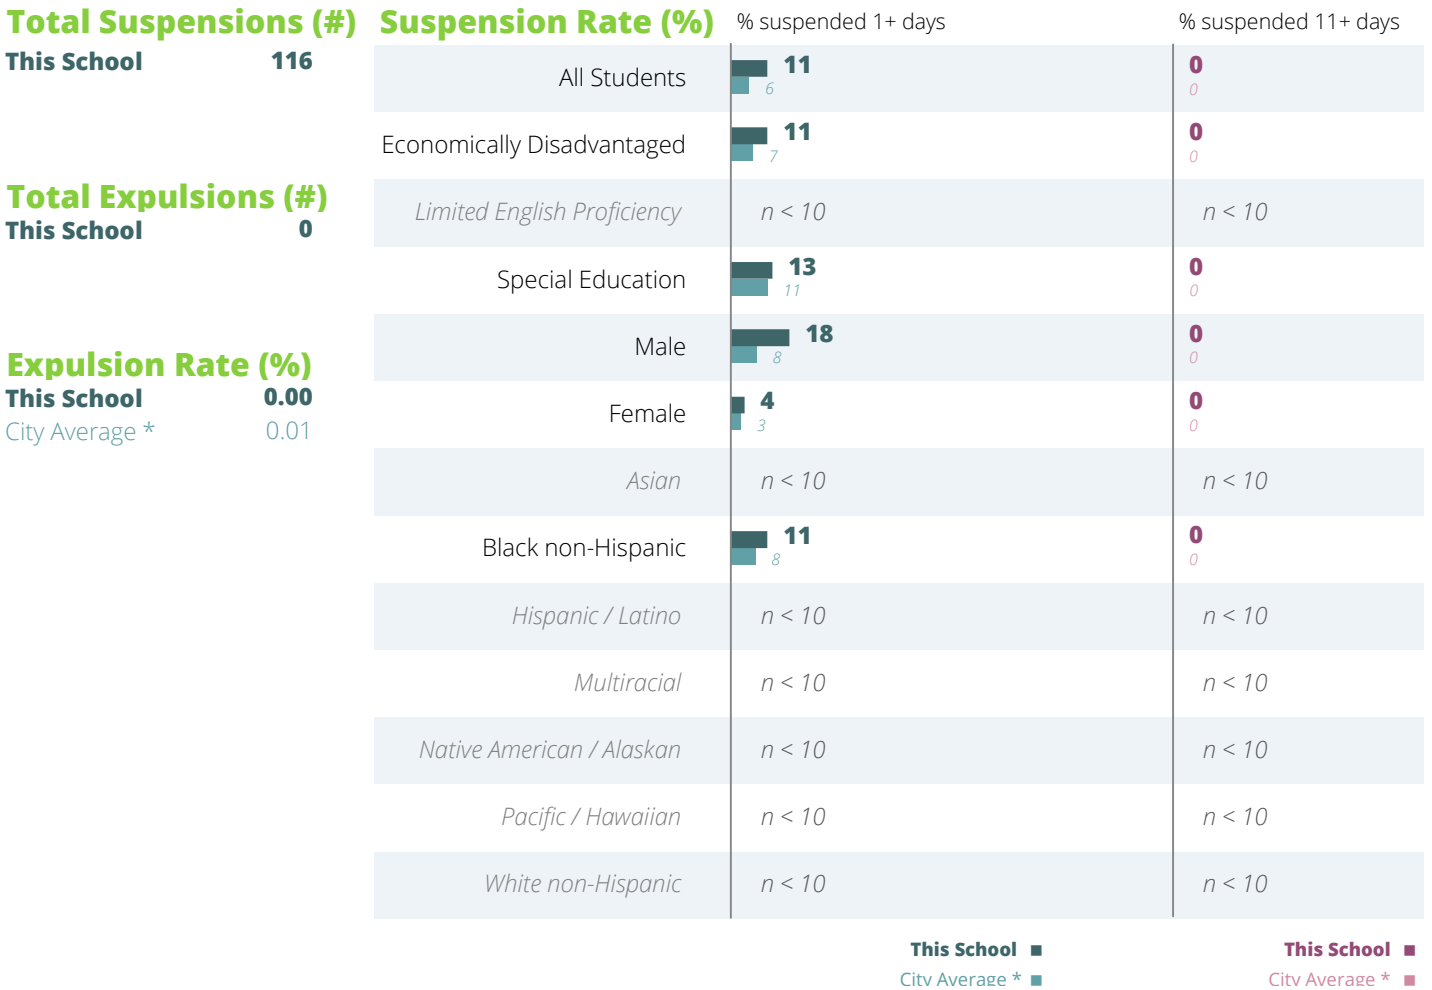 Total Suspensions (#)
This School 116
Total Expulsions (#)
This School 0
Expulsion Rate (%)
This School 0.00
City Average * 0.01
Suspension Rate (%) % suspended 1+ days % suspended 11+ days
All Students 11 0
6 0
Economically Disadvantaged 11 0
7 0
Limited English Proficiency n < 10 n < 10
Special Education 13 0
11 0
Male 18 0
8 0
Female 4 0
3 0
Asian n < 10 n < 10
Black non-Hispanic 11 0
8 0
Hispanic / Latino n < 10 n < 10
Multiracial n < 10 n < 10
Native American / Alaskan n < 10 n < 10
Pacific / Hawaiian n < 10 n < 10
White non-Hispanic n < 10 n < 10
This School This School
City Average * City Average *